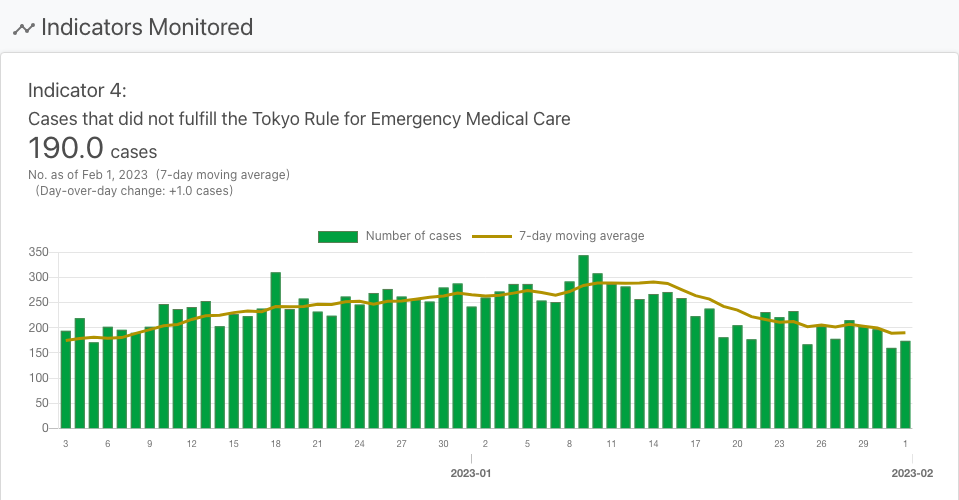 Indicators Monitored
Indicator 4:
Cases that did not fulfill the Tokyo Rule for Emergency Medical Care
190.0 cases
No. as of Feb 1, 2023 (7-day moving average)
(Day-over-day change: +1.0 cases)
Number of cases 7-day moving average
350
300
250
200
150
100
50
0
3 6 9 12 15 18 21 24 27 30 2 5 8 11 14 17 20 23 26 29 1
2023-01 2023-02